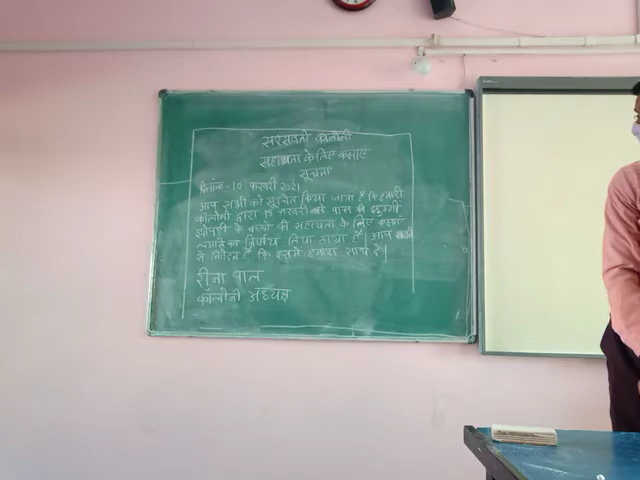 सरस्वती कॉलोनी
सहायता के लिए कक्षाएं
सूचना
दिनांक - 10 फरवरी 2021
आप सभी को सूचित किया जाता है कि हमारी
कॉलोनी द्वारा 15 फरवरी को पास की झुग्गी
झोपड़ी के बच्चों की सहायता के लिए कक्षाएं
लगाने का निर्णय लिया गया है। आप सभी
से निवेदन है कि इसमें हमारा साथ दें।
रीना पाल
कॉलोनी अध्यक्ष